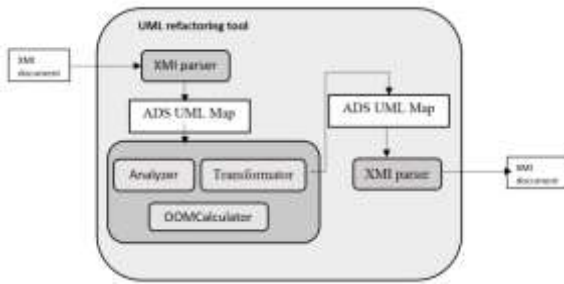 UML refactoring tool
XMI
document
XMI parser
ADS UML Map
Analyzer
Transformator
OOMCalculator
ADS UML Map
XMI parser
XMI
document